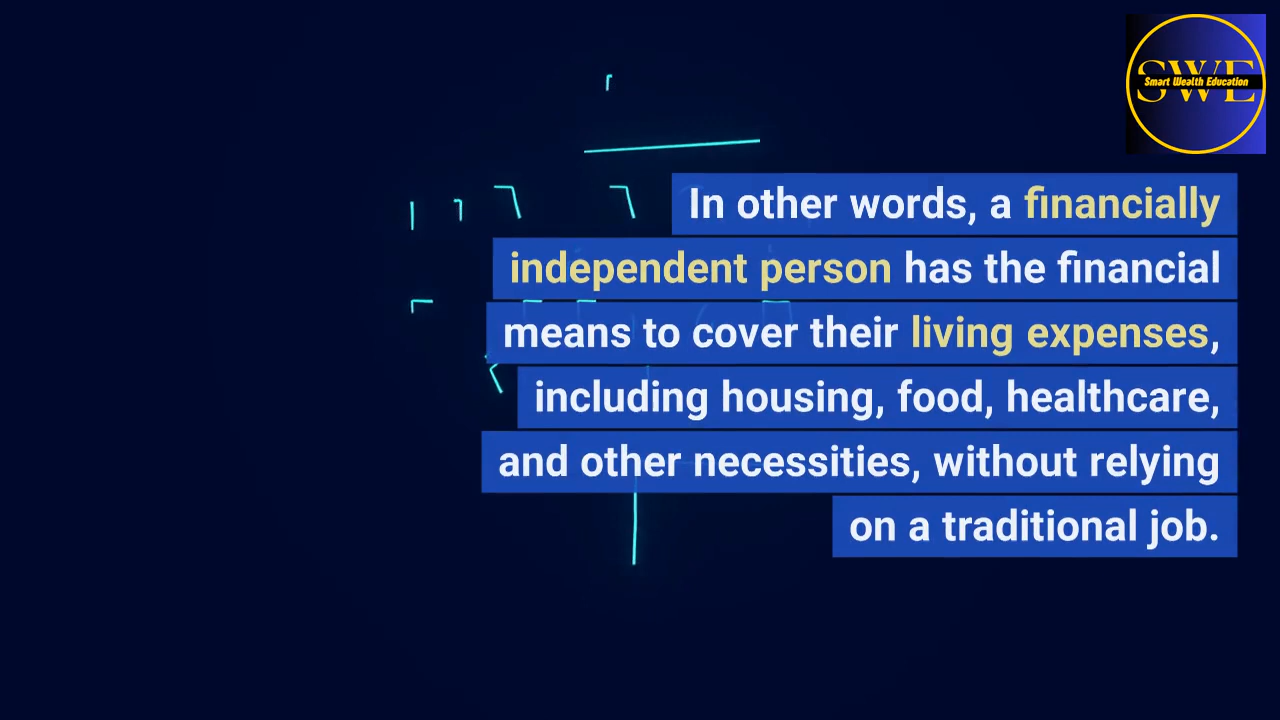 SWE
Smart Wealth Education
In other words, a financially
independent person has the financial
means to cover their living expenses,
including housing, food, healthcare,
and other necessities, without relying
on a traditional job.